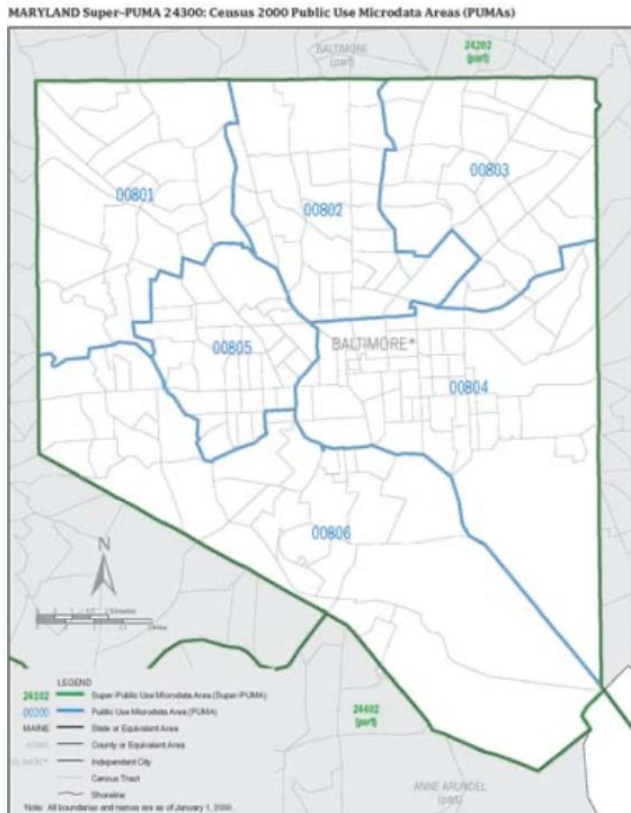 MARYLAND Super-PUMA 24300: Census 2000 Public Use Microdata Areas (PUMAs)
BALTIMORE
(part)
24202
(part)
00801
00802
00803
00805
BALTIMORE*
00804
00806
N
LEGEND
24102 Super-Public Use Microdata Area (Super-PUMA)
00200 Public Use Microdata Area (PUMA)
MAINE State or Equivalent Area
County or Equivalent Area
Independent City
Census Tract
Shoreline
Note: All boundaries and names are as of January 1, 2000.
24402
(part)
ANNE ARUNDEL
(part)